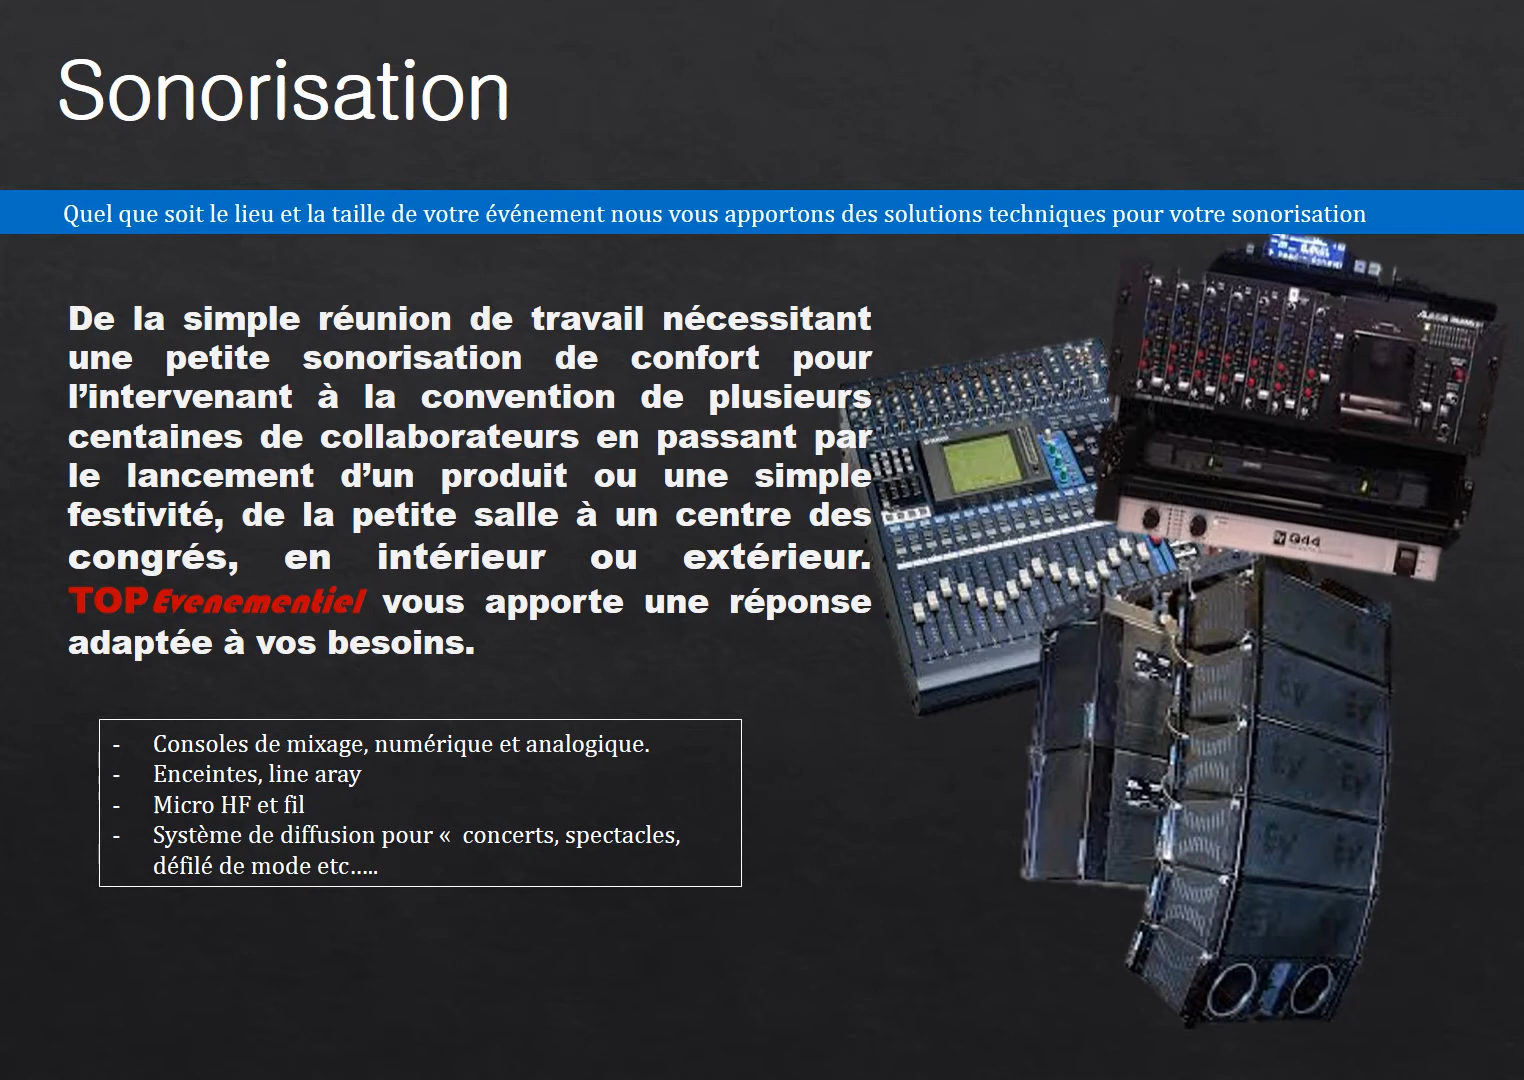 Sonorisation
Quel que soit le lieu et la taille de votre événement nous vous apportons des solutions techniques pour votre sonorisation
De la simple réunion de travail nécessitant
une petite sonorisation de confort pour
l’intervenant à la convention de plusieurs
centaines de collaborateurs en passant par
le lancement d’un produit ou une simple
festivité, de la petite salle à un centre des
congrés, en intérieur ou extérieur.
TOP Evenementiel vous apporte une réponse
adaptée à vos besoins.
- Consoles de mixage, numérique et analogique.
- Enceintes, line aray
- Micro HF et fil
- Système de diffusion pour «  concerts, spectacles,
défilé de mode etc.....
Q44
EV